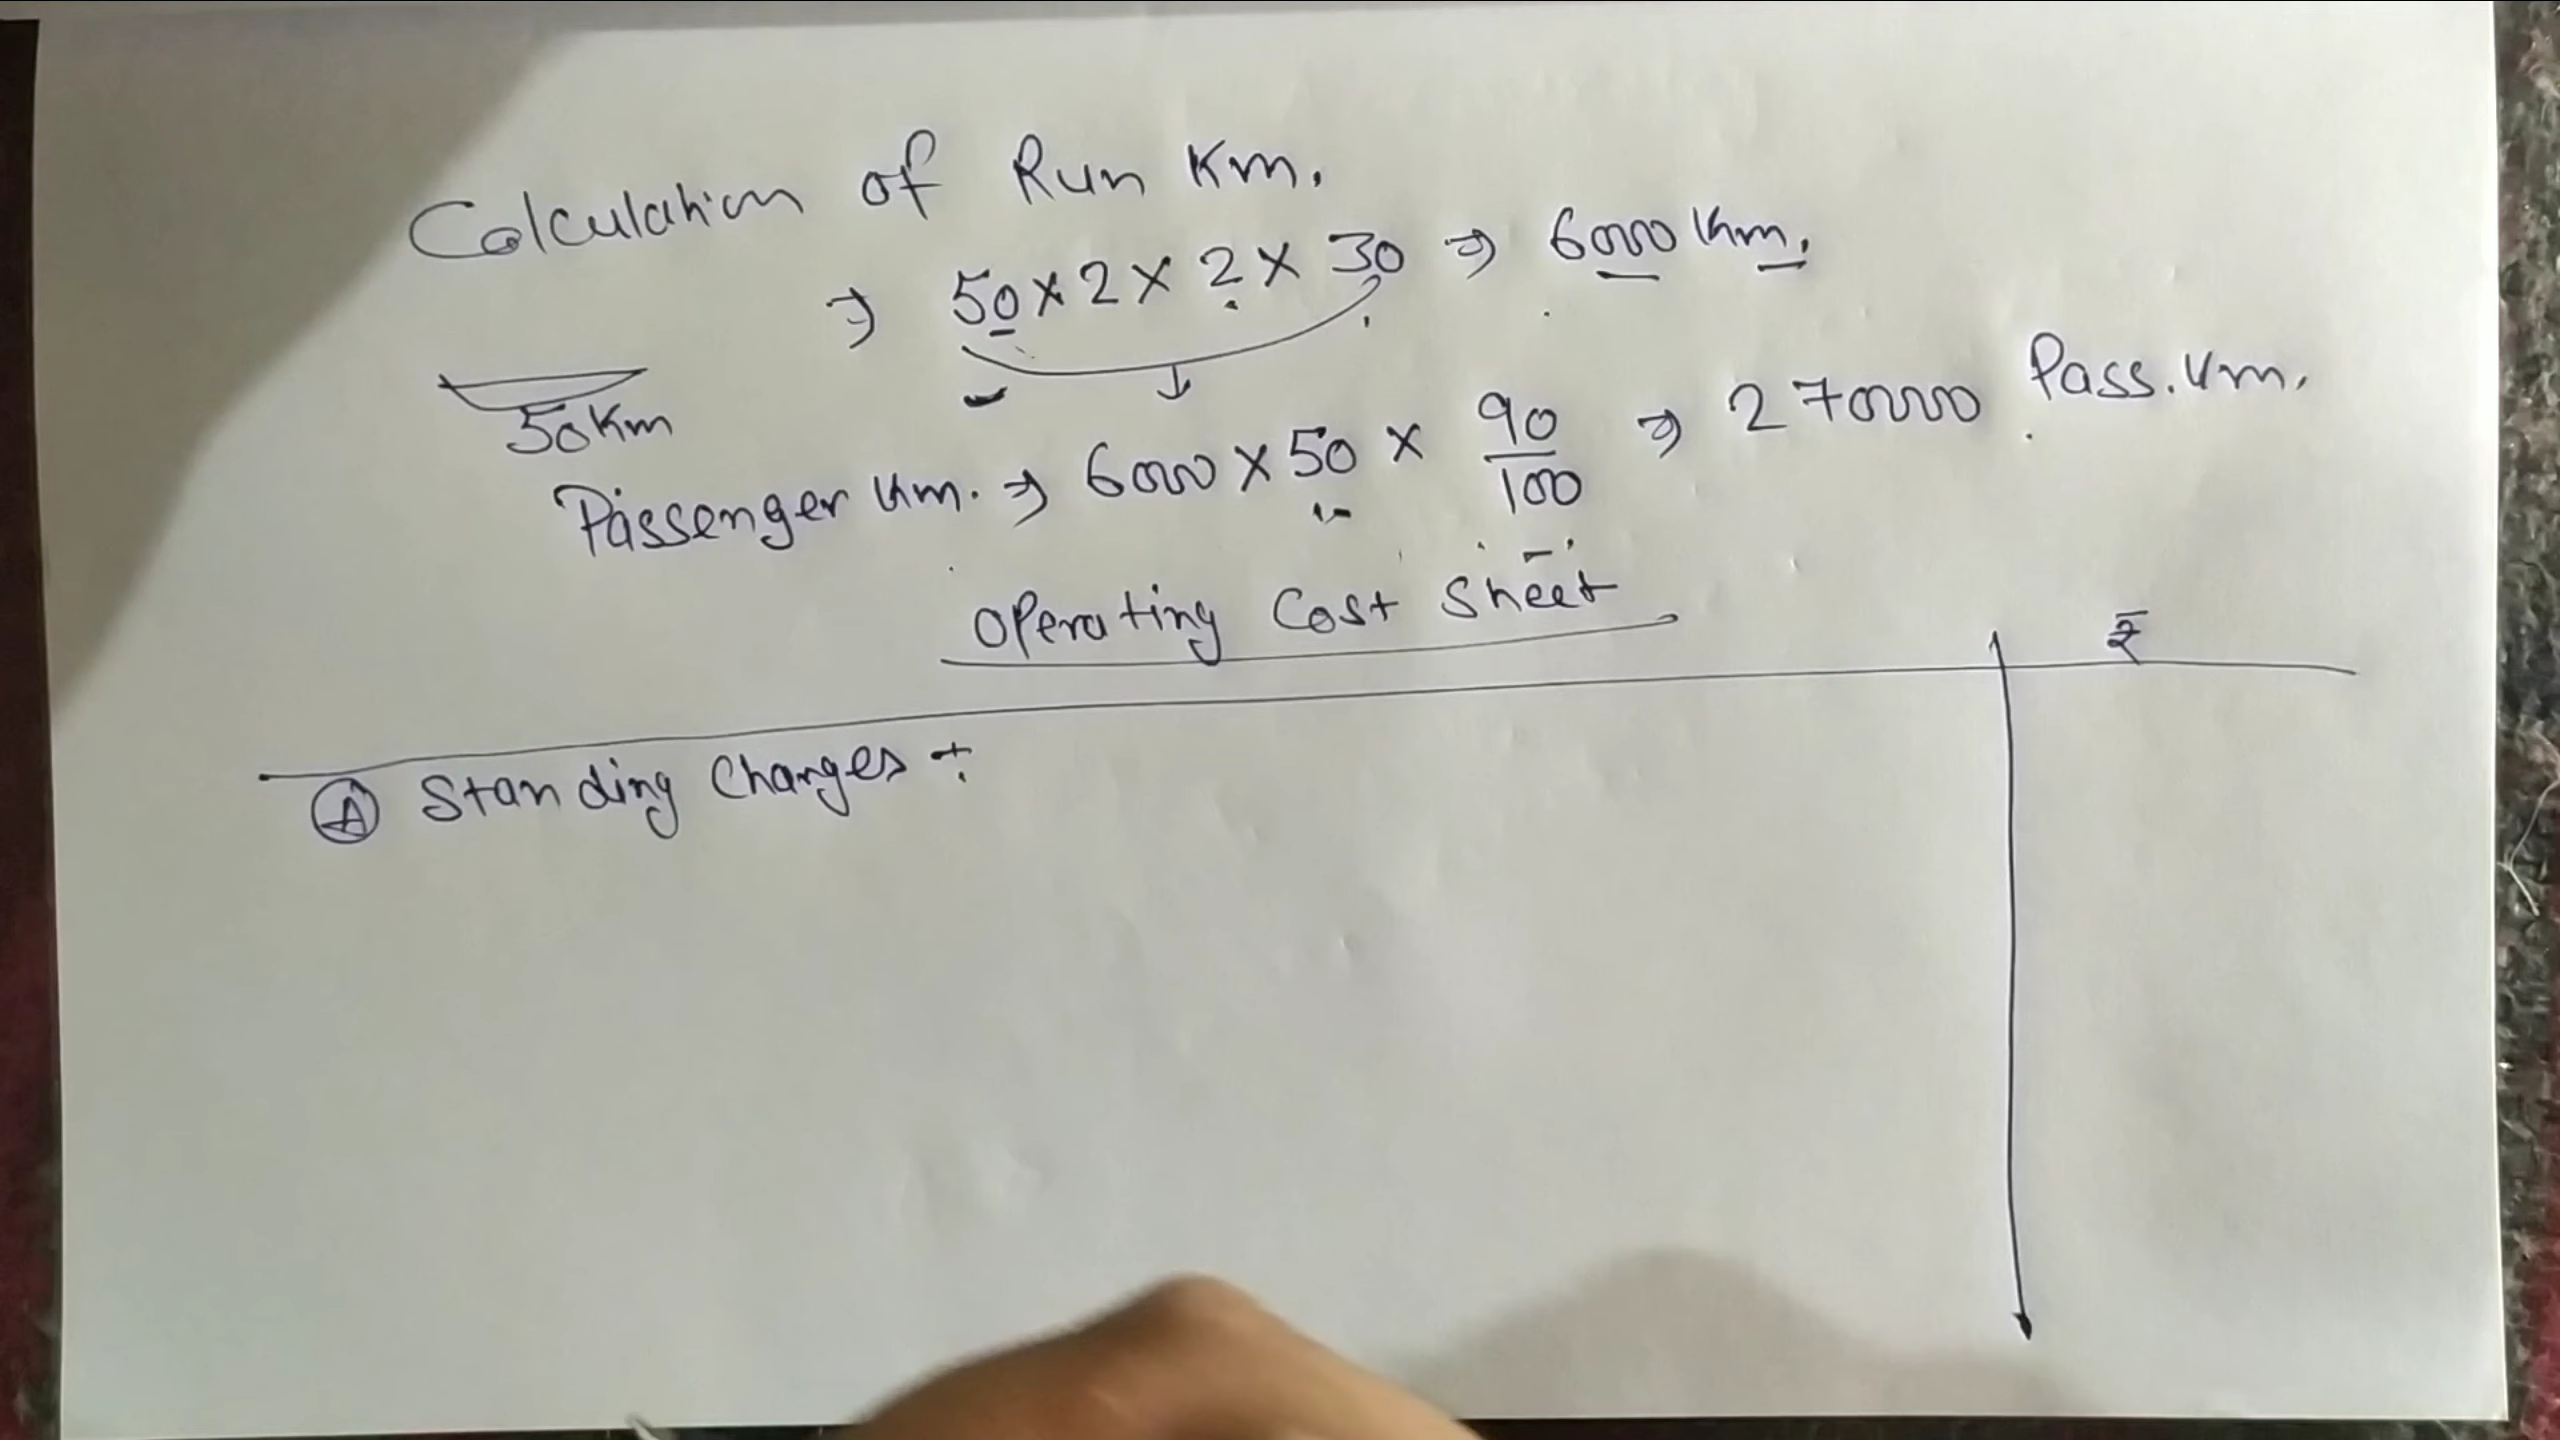 Calculation of Run Km.
⇒ 50 × 2 × 2 × 30 ⇒ 6000 Km.
50 Km
Passenger Km. ⇒ 6000 × 50 × 90/100 ⇒ 270000 Pass. Km.
Operating Cost Sheet
₹
Ⓐ Standing Charges ÷